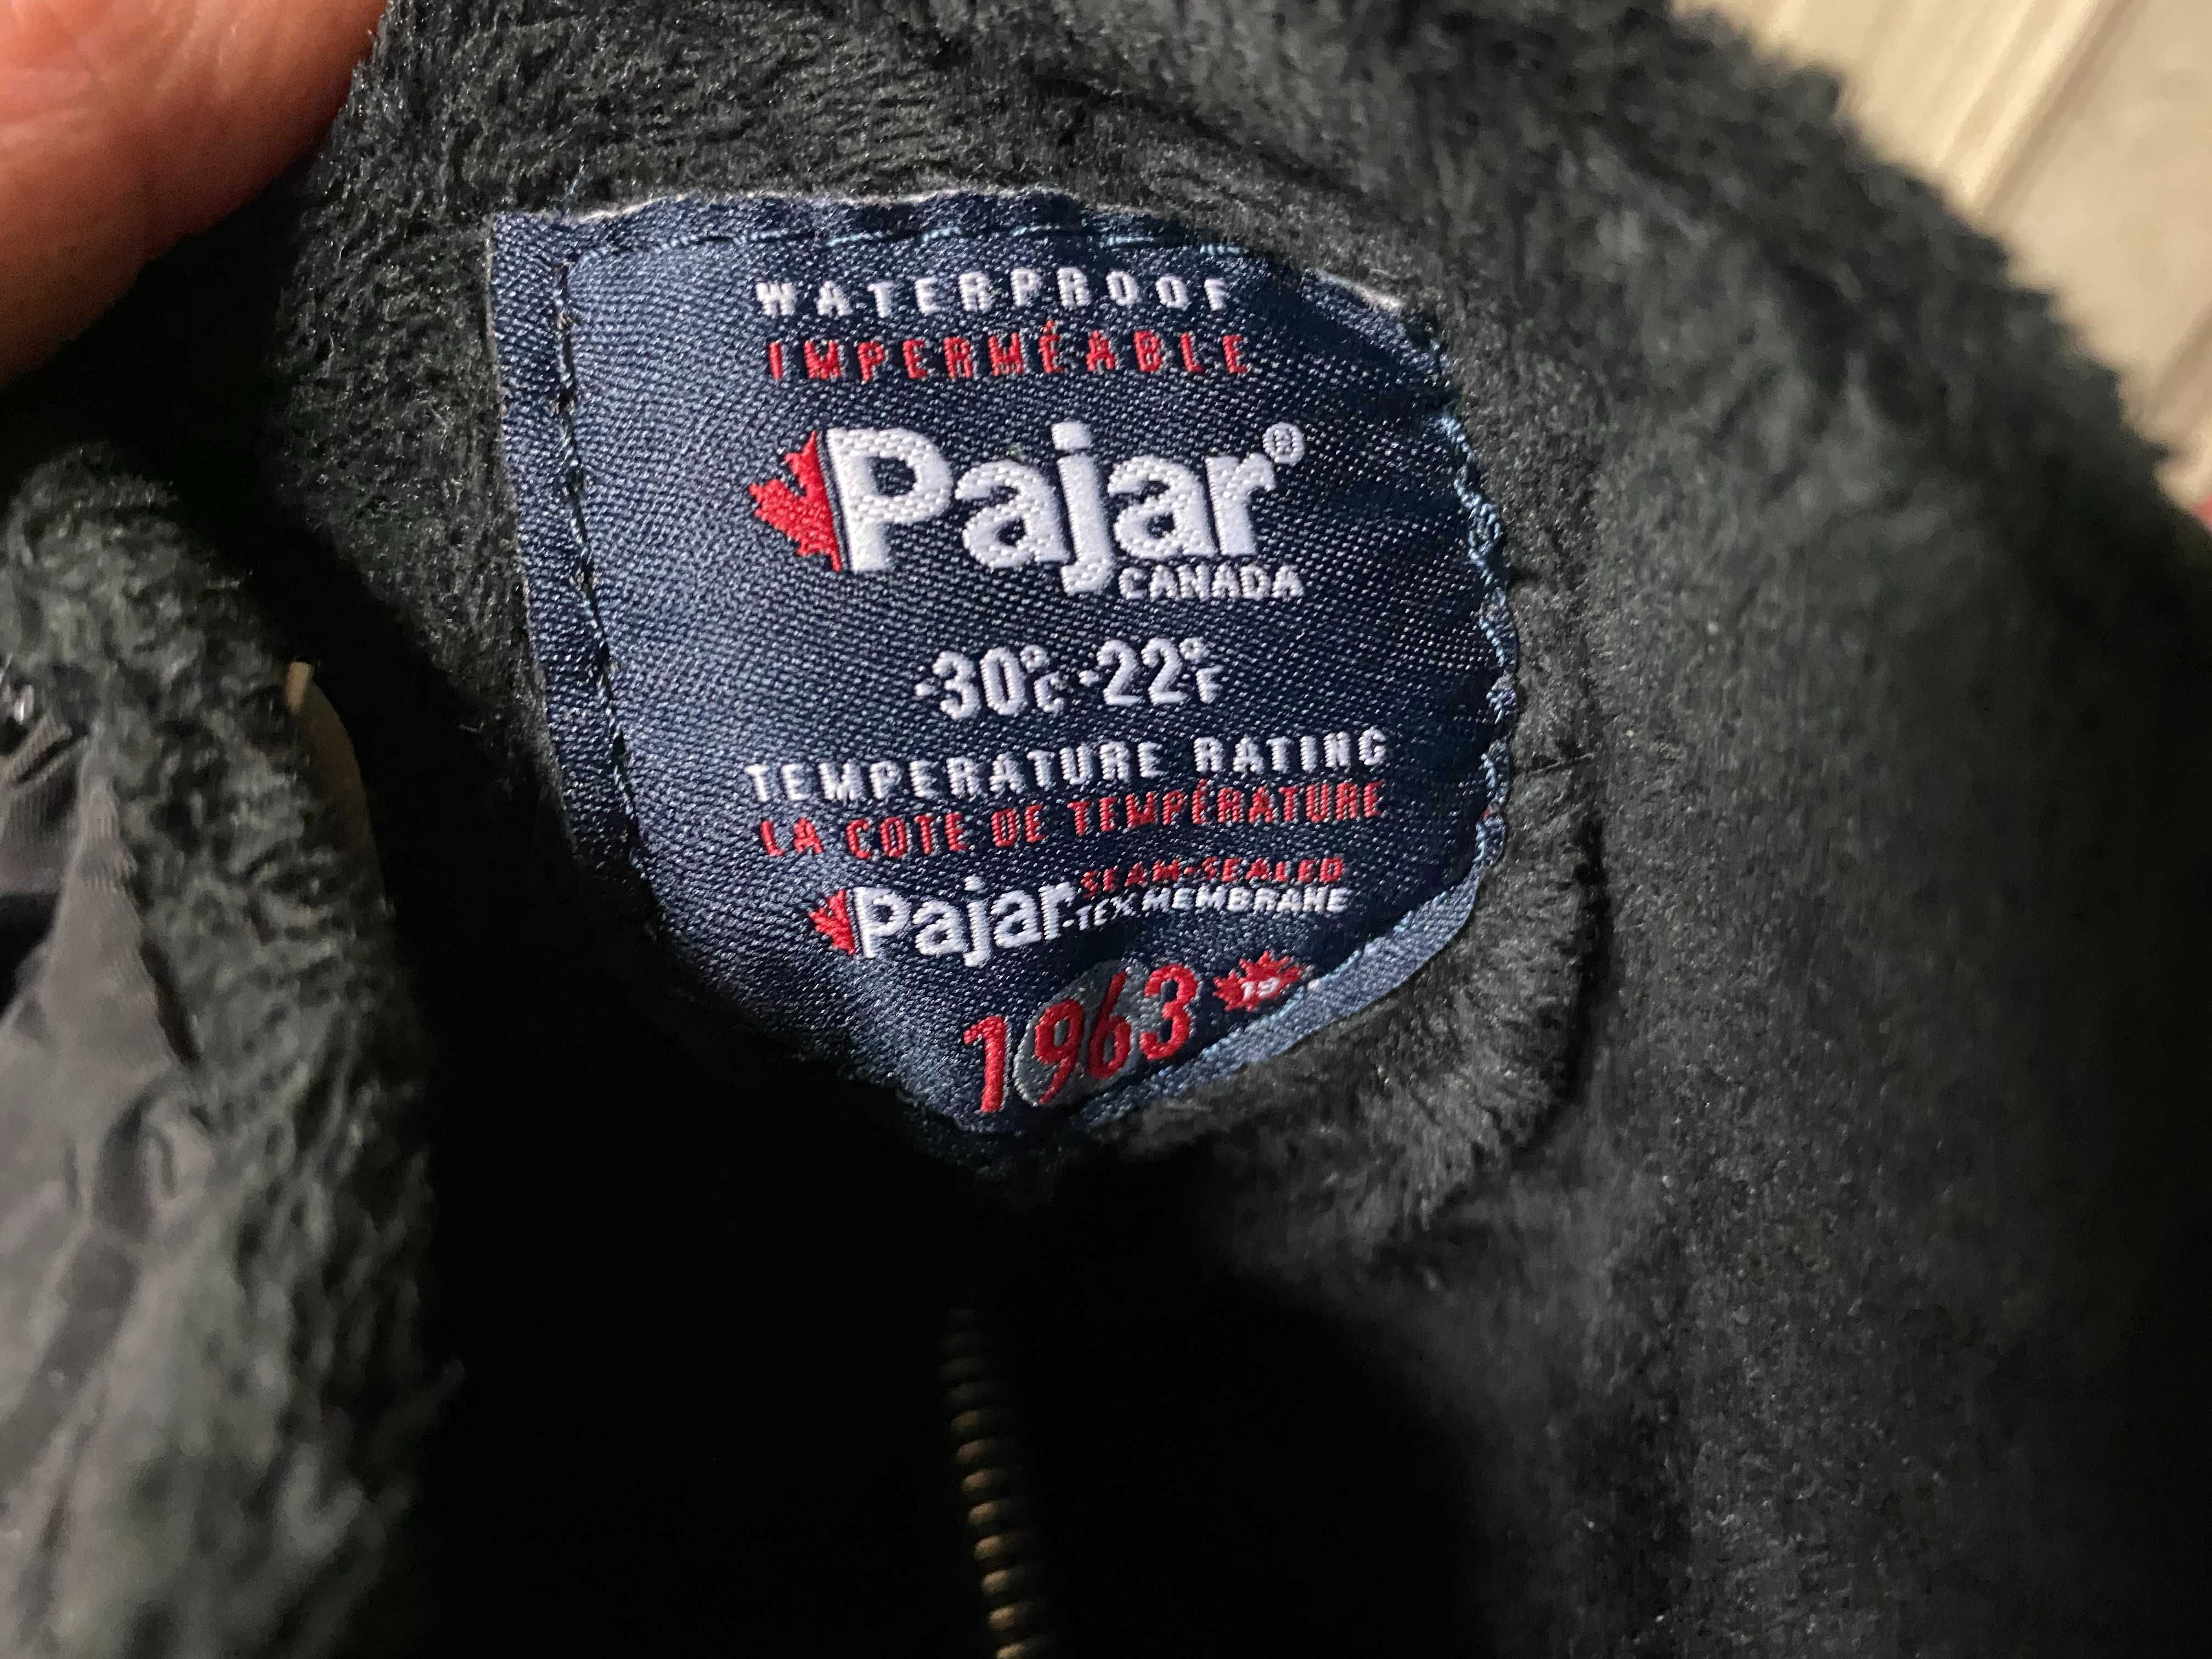 WATERPROOF
IMPERMÉABLE
Pajar®
CANADA
-30°C -22°F
TEMPERATURE RATING
LA COTE DE TEMPÉRATURE
Pajar-TEX MEMBRANE
SEAM-SEALED
1963